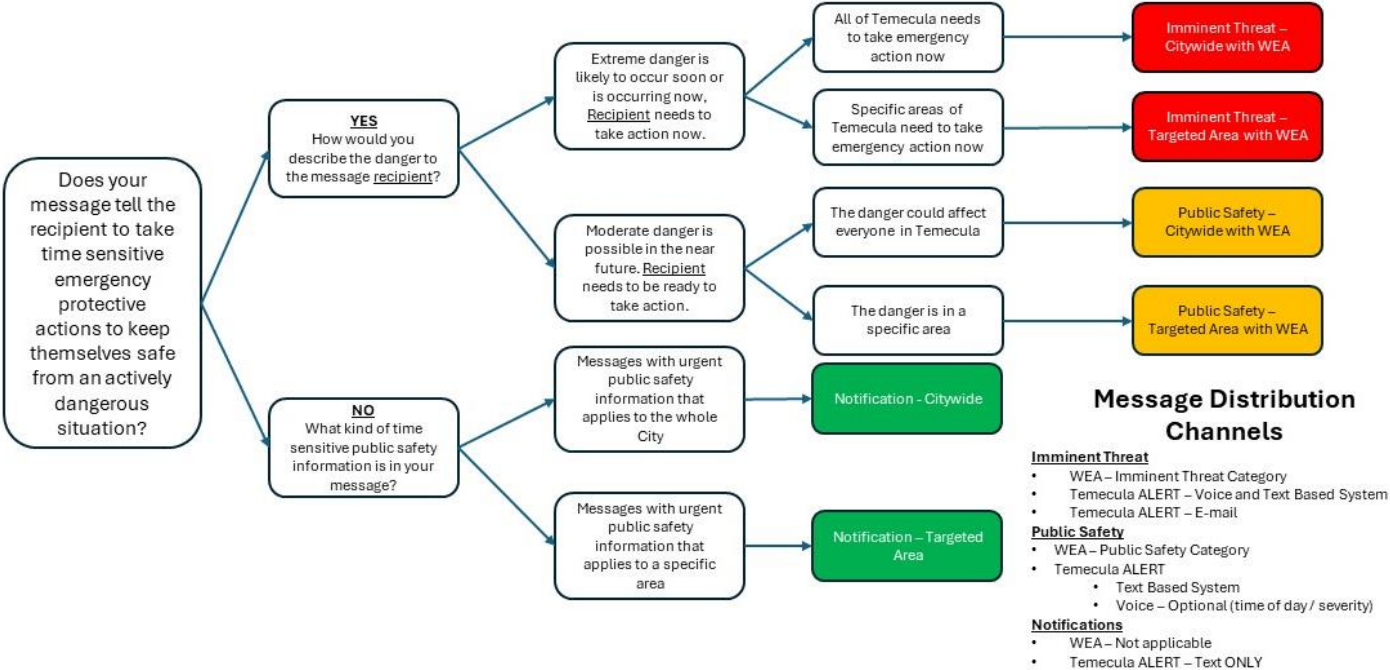 Does your
message tell the
recipient to take
time sensitive
emergency
protective
actions to keep
themselves safe
from an actively
dangerous
situation?
YES
How would you
describe the danger to
the message recipient?
NO
What kind of time
sensitive public safety
information is in your
message?
Extreme danger is
likely to occur soon or
is occurring now,
Recipient needs to
take action now.
Moderate danger is
possible in the near
future. Recipient
needs to be ready to
take action.
Messages with urgent
public safety
information that
applies to the whole
City
Messages with urgent
public safety
information that
applies to a specific
area
All of Temecula needs
to take emergency
action now
Specific areas of
Temecula need to take
emergency action now
The danger could affect
everyone in Temecula
The danger is in a
specific area
Notification - Citywide
Notification – Targeted
Area
Imminent Threat –
Citywide with WEA
Imminent Threat –
Targeted Area with WEA
Public Safety –
Citywide with WEA
Public Safety –
Targeted Area with WEA
Message Distribution
Channels
Imminent Threat
• WEA – Imminent Threat Category
• Temecula ALERT – Voice and Text Based System
• Temecula ALERT – E-mail
Public Safety
• WEA – Public Safety Category
• Temecula ALERT
• Text Based System
• Voice – Optional (time of day / severity)
Notifications
• WEA – Not applicable
• Temecula ALERT – Text ONLY